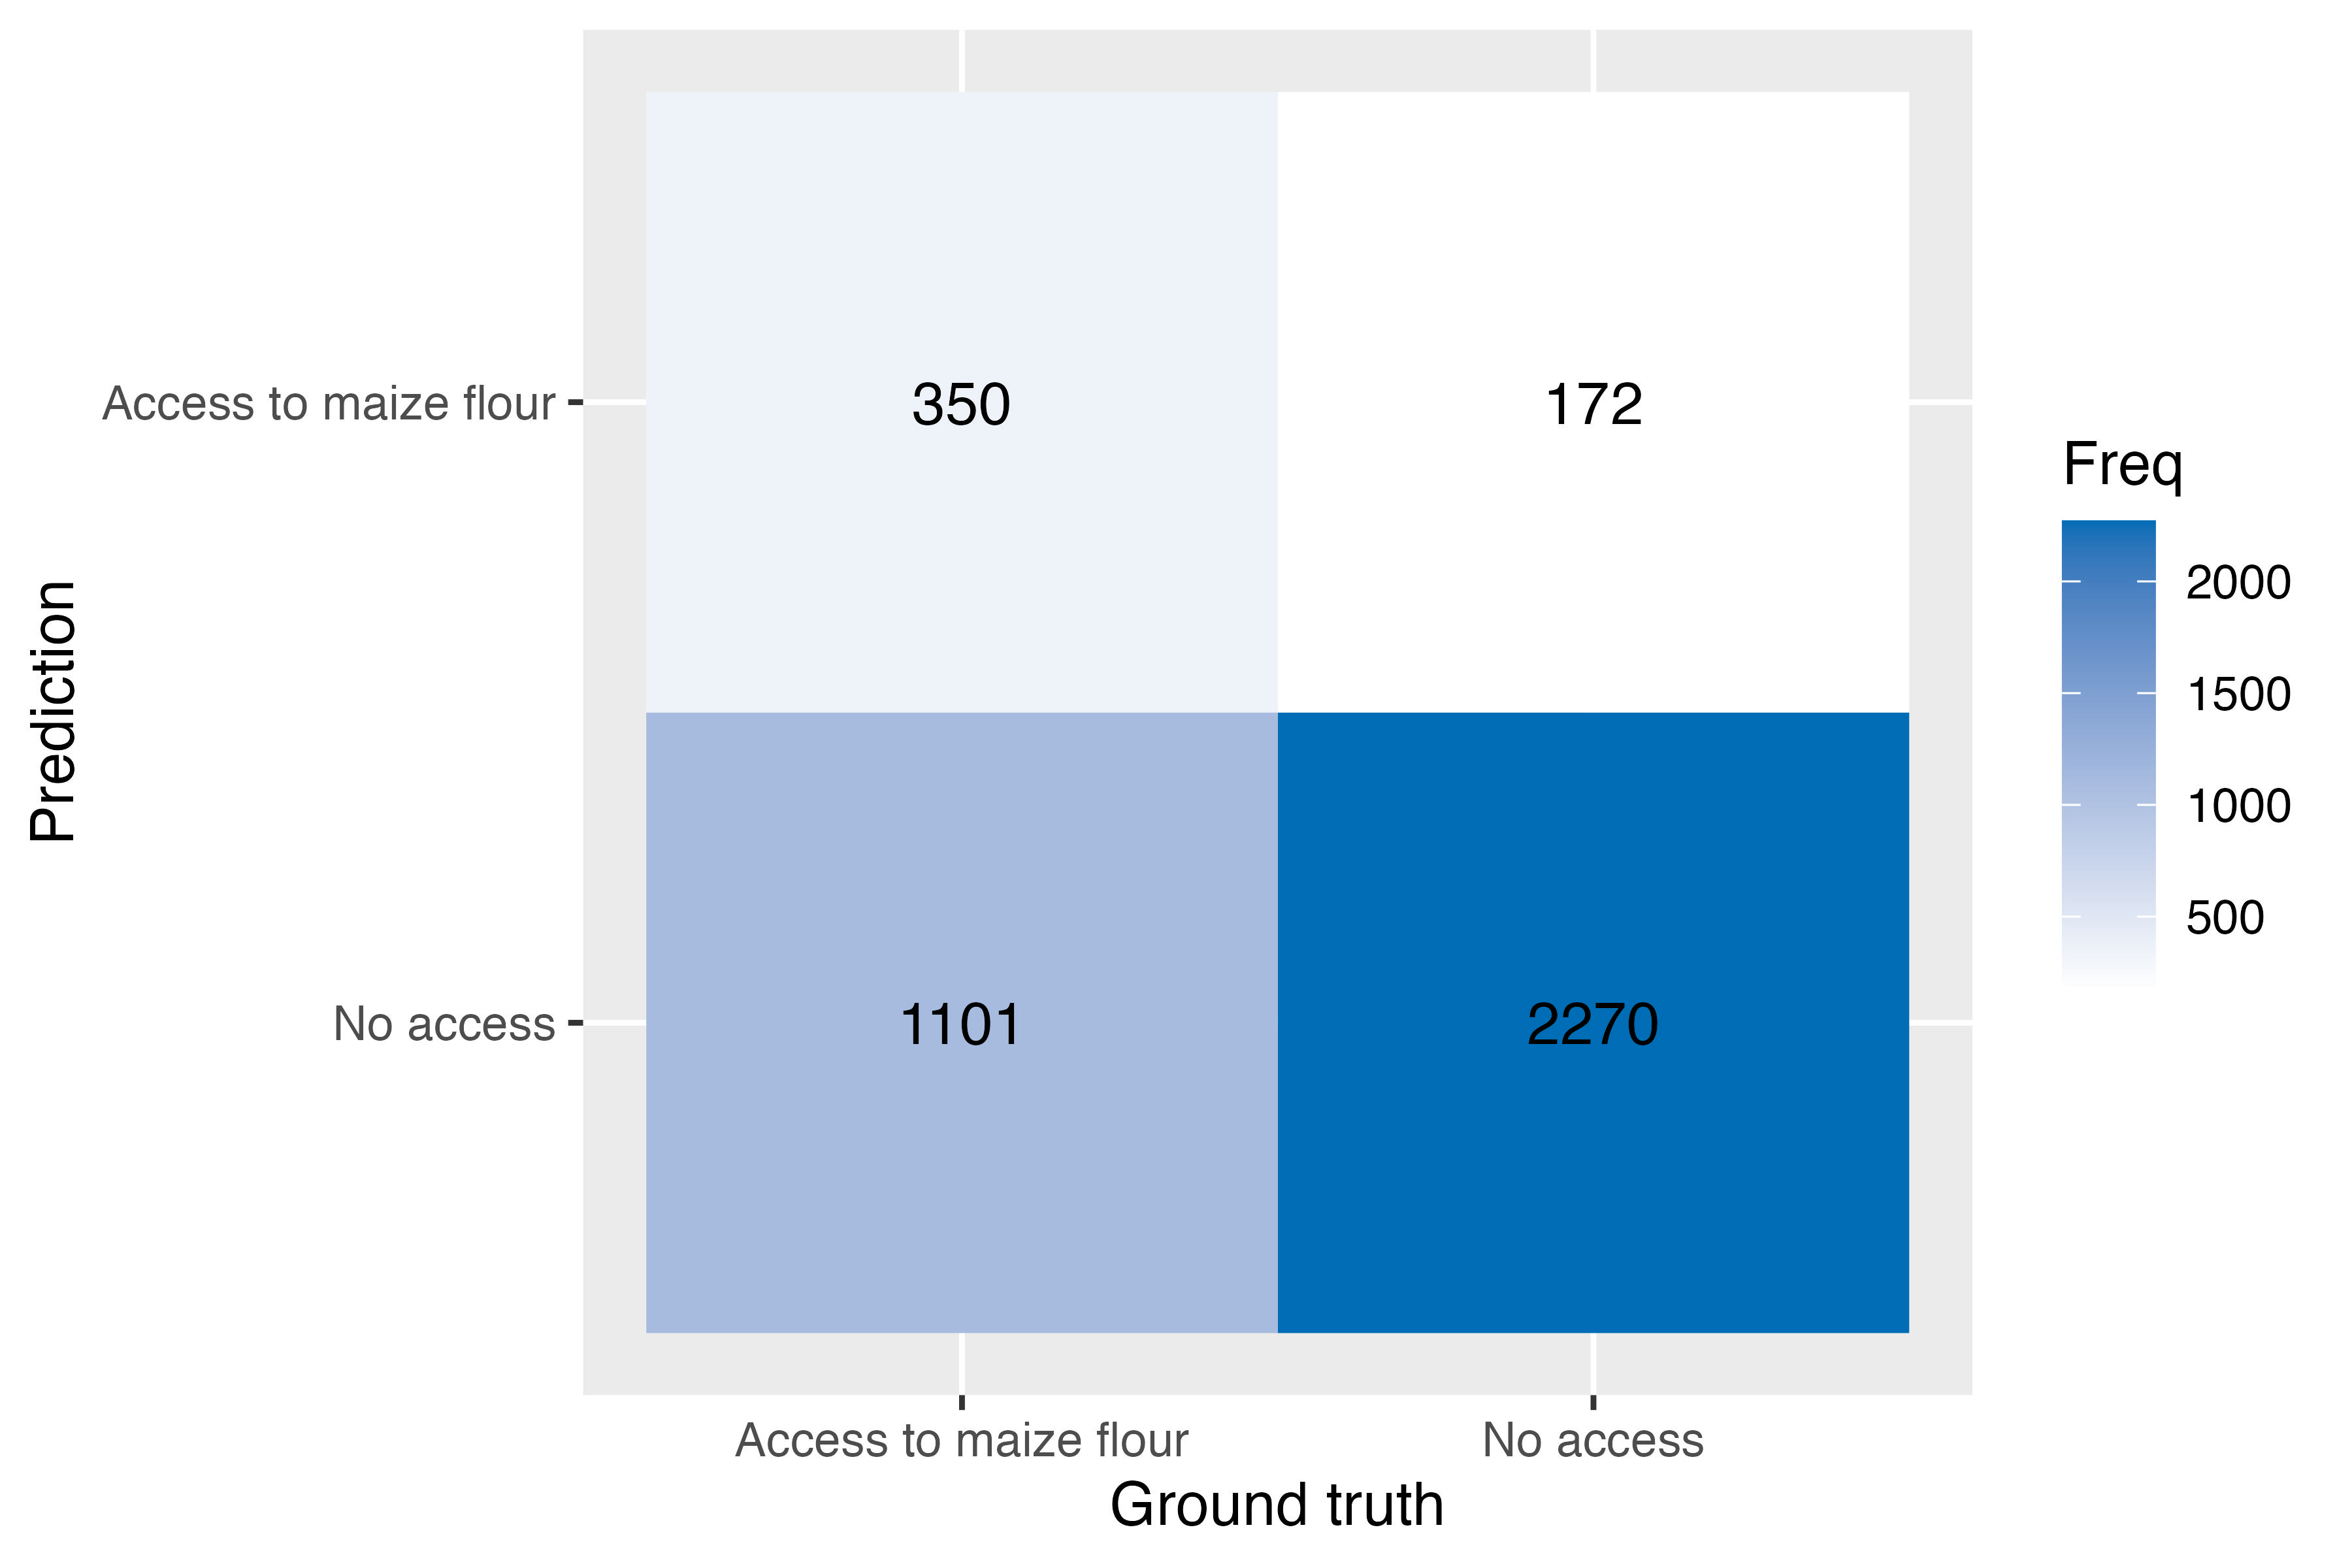 Prediction
Access to maize flour
No access
350
172
1101
2270
Access to maize flour
No access
Ground truth
Freq
2000
1500
1000
500